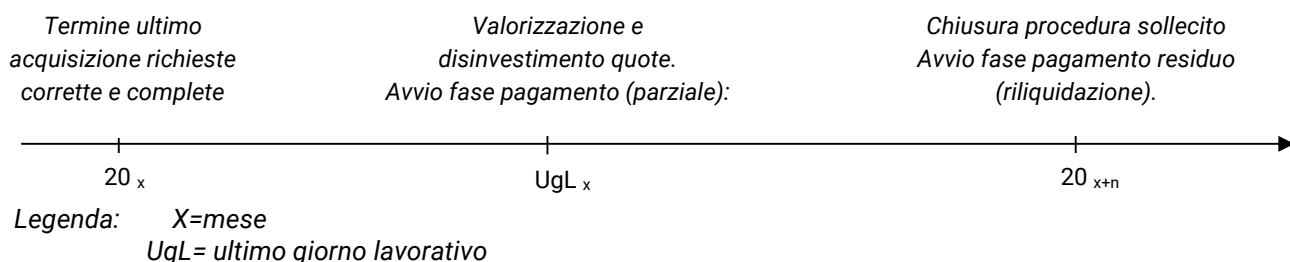 Termine ultimo
acquisizione richieste
corrette e complete
Valorizzazione e
disinvestimento quote.
Avvio fase pagamento (parziale):
Chiusura procedura sollecito
Avvio fase pagamento residuo
(riliquidazione).
20 x
UgL x
20 x+n
Legenda: X=mese
UgL= ultimo giorno lavorativo